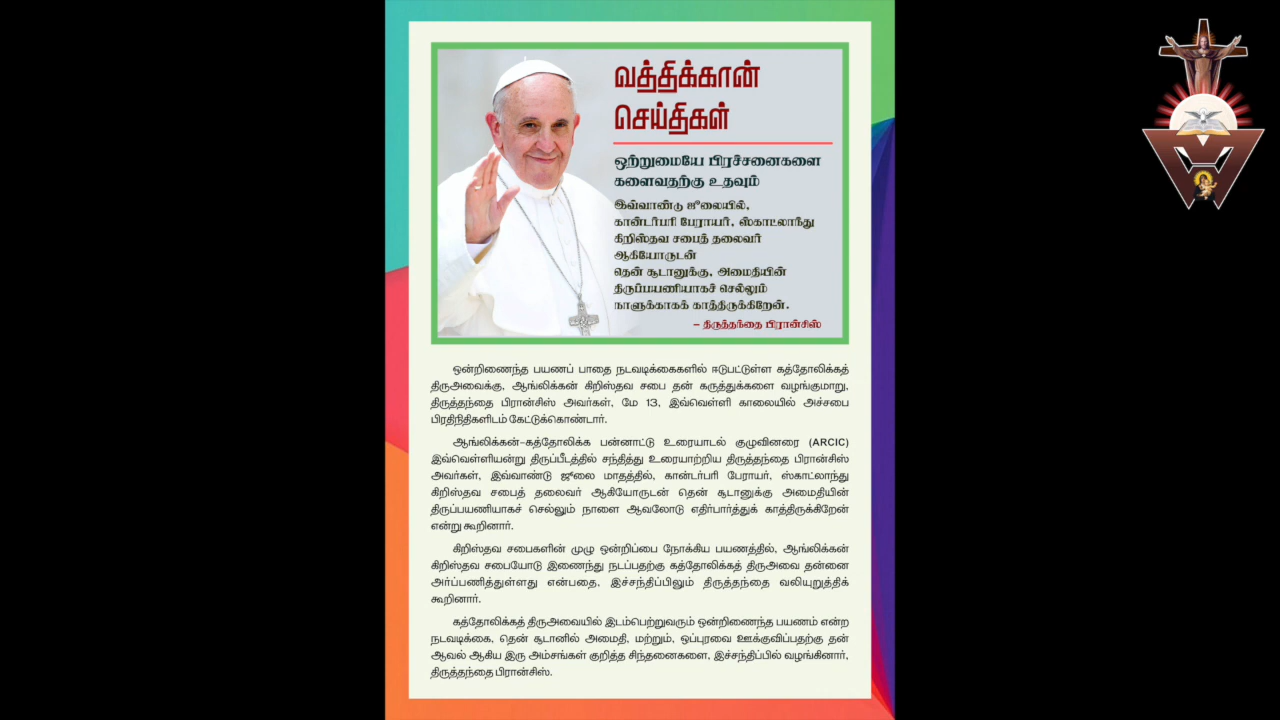 வத்திக்கான்
செய்திகள்
ஒற்றுமையே பிரச்சனைகளை
களைவதற்கு உதவும்
இவ்வாண்டு ஜூலையில்,
கான்டர்பரி பேராயர், ஸ்காட்லாந்து
கிறிஸ்தவ சபைத் தலைவர்
ஆகியோருடன்
தென் சூடானுக்கு, அமைதியின்
திருப்பயணியாகச் செல்லும்
நாளுக்காகக் காத்திருக்கிறேன்.
– திருத்தந்தை பிரான்சிஸ்
ஒன்றிணைந்த பயணப் பாதை நடவடிக்கைகளில் ஈடுபட்டுள்ள கத்தோலிக்கத்
திருஅவைக்கு, ஆங்லிக்கன் கிறிஸ்தவ சபை தன் கருத்துக்களை வழங்குமாறு,
திருத்தந்தை பிரான்சிஸ் அவர்கள், மே 13, இவ்வெள்ளி காலையில் அச்சபை
பிரதிநிதிகளிடம் கேட்டுக்கொண்டார்.
ஆங்லிக்கன்-கத்தோலிக்க பன்னாட்டு உரையாடல் குழுவினரை (ARCIC)
இவ்வெள்ளியன்று திருப்பீடத்தில் சந்தித்து உரையாற்றிய திருத்தந்தை பிரான்சிஸ்
அவர்கள், இவ்வாண்டு ஜூலை மாதத்தில், கான்டர்பரி பேராயர், ஸ்காட்லாந்து
கிறிஸ்தவ சபைத் தலைவர் ஆகியோருடன் தென் சூடானுக்கு அமைதியின்
திருப்பயணியாகச் செல்லும் நாளை ஆவலோடு எதிர்பார்த்துக் காத்திருக்கிறேன்
என்று கூறினார்.
கிறிஸ்தவ சபைகளின் முழு ஒன்றிப்பை நோக்கிய பயணத்தில், ஆங்லிக்கன்
கிறிஸ்தவ சபையோடு இணைந்து நடப்பதற்கு கத்தோலிக்கத் திருஅவை தன்னை
அர்ப்பணித்துள்ளது என்பதை, இச்சந்திப்பிலும் திருத்தந்தை வலியுறுத்திக்
கூறினார்.
கத்தோலிக்கத் திருஅவையில் இடம்பெற்றுவரும் ஒன்றிணைந்த பயணம் என்ற
நடவடிக்கை, தென் சூடானில் அமைதி, மற்றும், ஒப்புரவை ஊக்குவிப்பதற்கு தன்
ஆவல் ஆகிய இரு அம்சங்கள் குறித்த சிந்தனைகளை, இச்சந்திப்பில் வழங்கினார்,
திருத்தந்தை பிரான்சிஸ்.